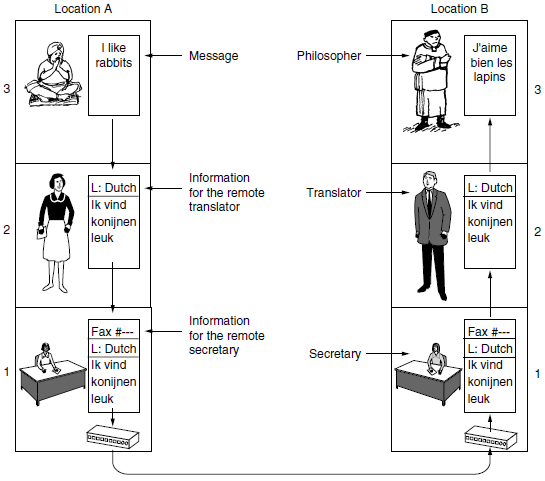 Location A
Location B
I like
rabbits
Message
Philosopher
J'aime
bien les
lapins
3
3
L: Dutch
Ik vind
konijnen
leuk
Information
for the remote
translator
Translator
L: Dutch
Ik vind
konijnen
leuk
2
2
Fax #---
L: Dutch
Ik vind
konijnen
leuk
Information
for the remote
secretary
Secretary
Fax #---
L: Dutch
Ik vind
konijnen
leuk
1
1